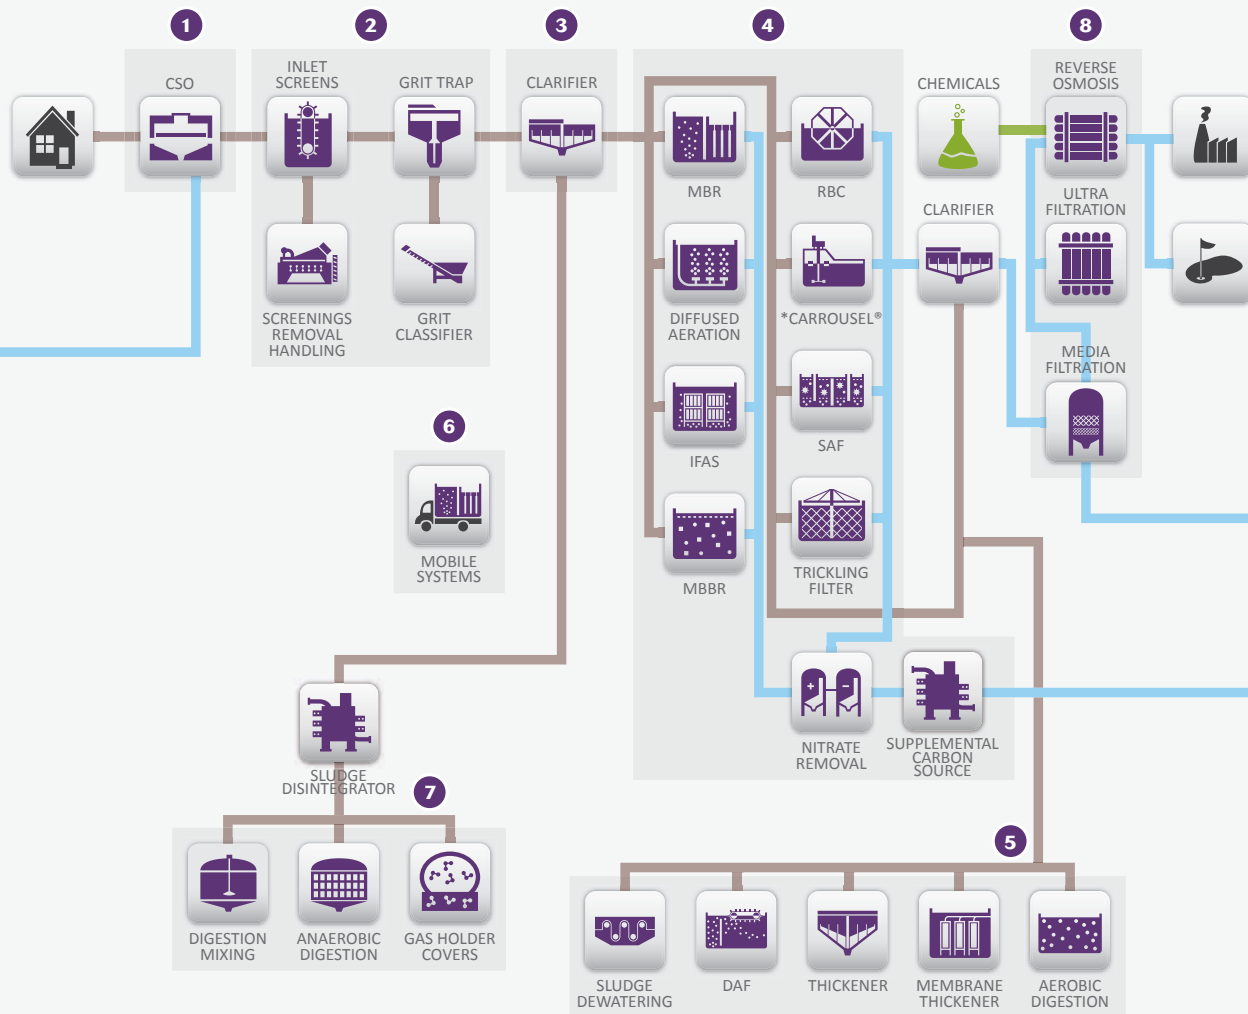 1
2
3
4
8
CSO
INLET
SCREENS
GRIT TRAP
CLARIFIER
CHEMICALS
REVERSE
OSMOSIS
MBR
RBC
CLARIFIER
ULTRA
FILTRATION
SCREENINGS
REMOVAL
HANDLING
GRIT
CLASSIFIER
DIFFUSED
AERATION
*CARROUSEL®
MEDIA
FILTRATION
6
IFAS
SAF
MOBILE
SYSTEMS
MBBR
TRICKLING
FILTER
+
–
NITRATE
REMOVAL
SUPPLEMENTAL
CARBON
SOURCE
SLUDGE
DISINTEGRATOR
7
5
DIGESTION
MIXING
ANAEROBIC
DIGESTION
GAS HOLDER
COVERS
SLUDGE
DEWATERING
DAF
THICKENER
MEMBRANE
THICKENER
AEROBIC
DIGESTION